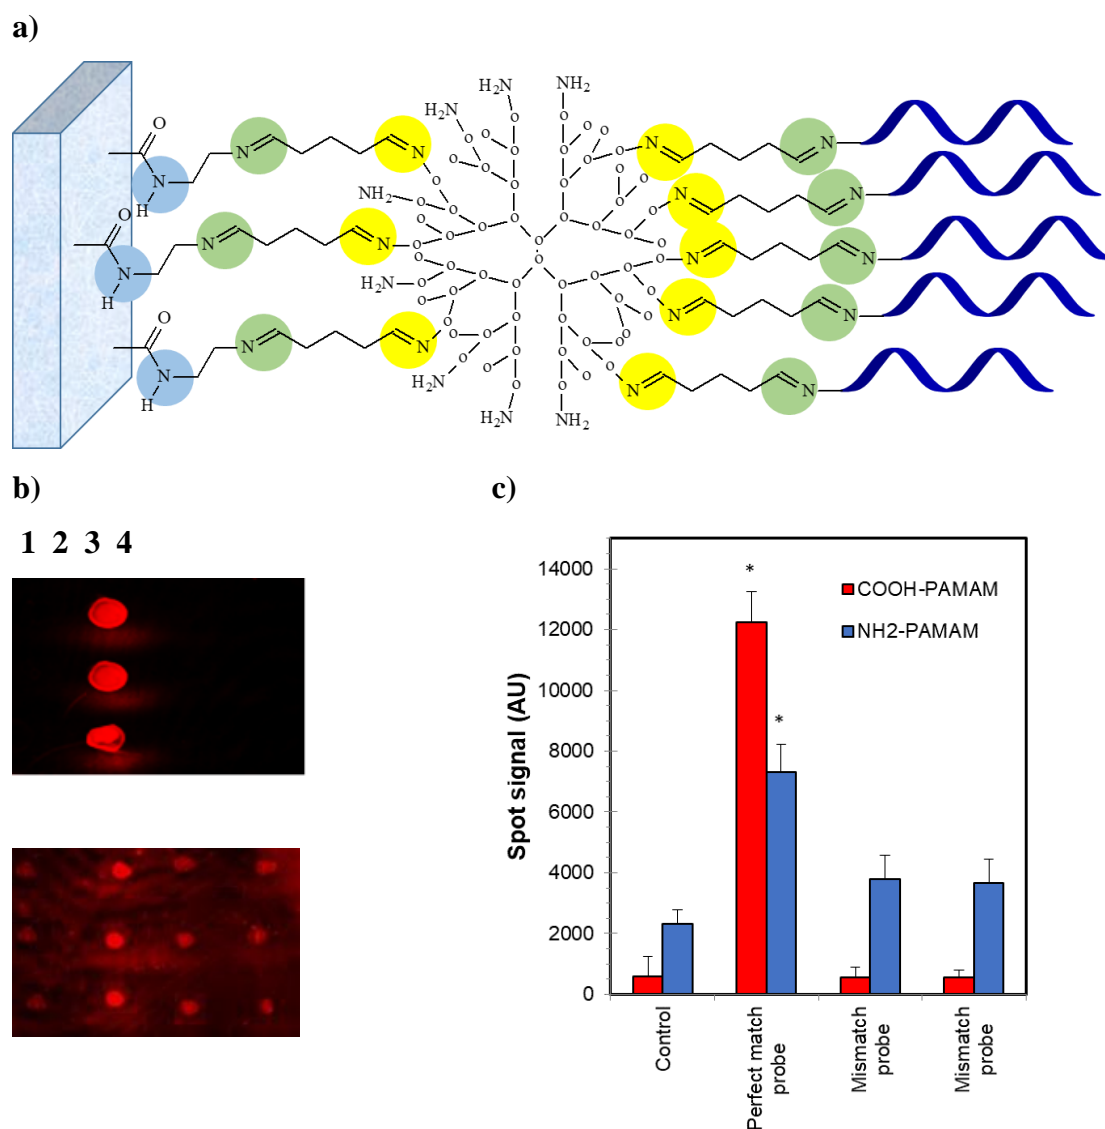 a)
H₂N
NH₂
H₂N
H₂N
O
N
H
N
N
N
N
NH₂
N
N
O
N
H
N
N
N
N
H₂N
O
N
H
N
N
N
N
H₂N
N
N
H₂N
NH₂
b)
c)
1 2 3 4
Spot signal (AU)
14000
12000
10000
8000
6000
4000
2000
0
*
*
COOH-PAMAM
NH2-PAMAM
Control
Perfect match
probe
Mismatch
probe
Mismatch
probe